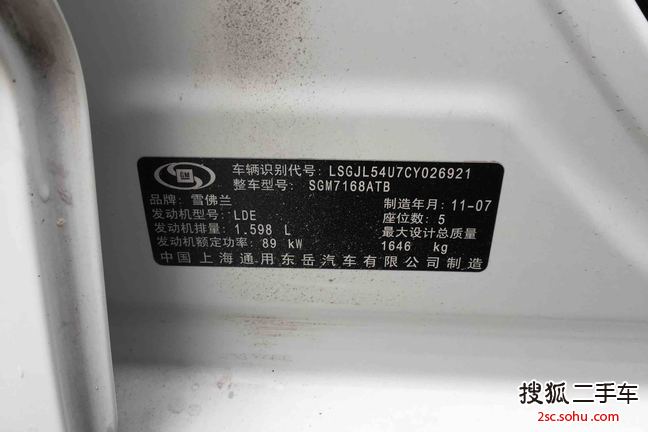 GM
车辆识别代号: LSGJL54U7CY026921
整车型号: SGM7168ATB
品牌: 雪佛兰 制造年月: 11-07
发动机型号: LDE 座位数: 5
发动机排量: 1.598 L 最大设计总质量
发动机额定功率: 89 kW 1646 kg
中国上海通用东岳汽车有限公司制造
搜狐二手车
2sc.sohu.com